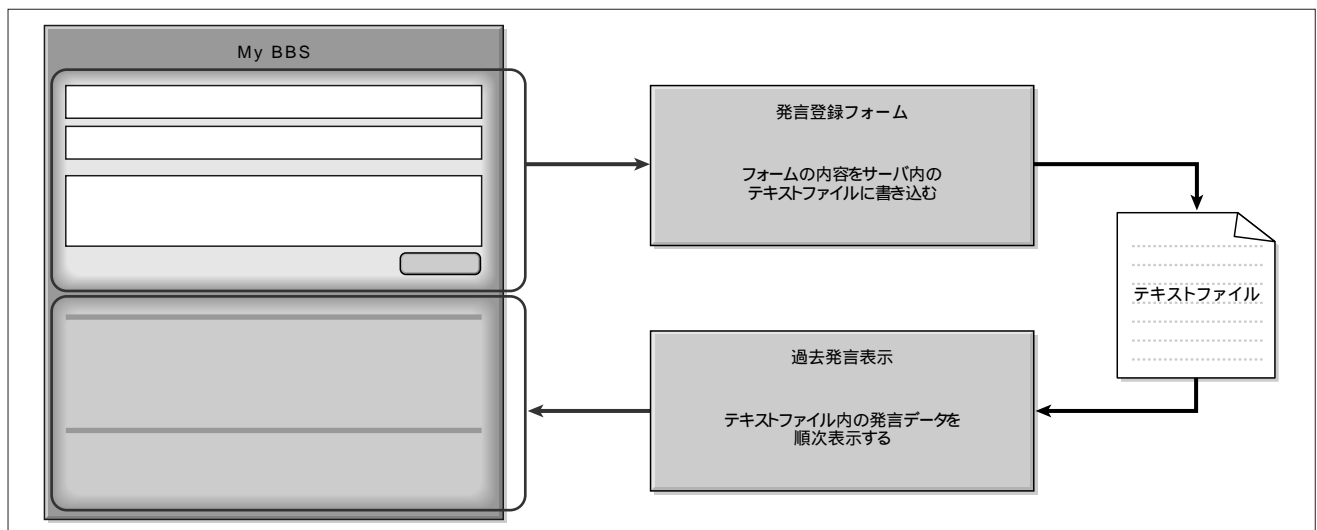 My BBS
発言登録フォーム
フォームの内容をサーバ内の
テキストファイルに書き込む
テキストファイル
過去発言表示
テキストファイル内の発言データを
順次表示する